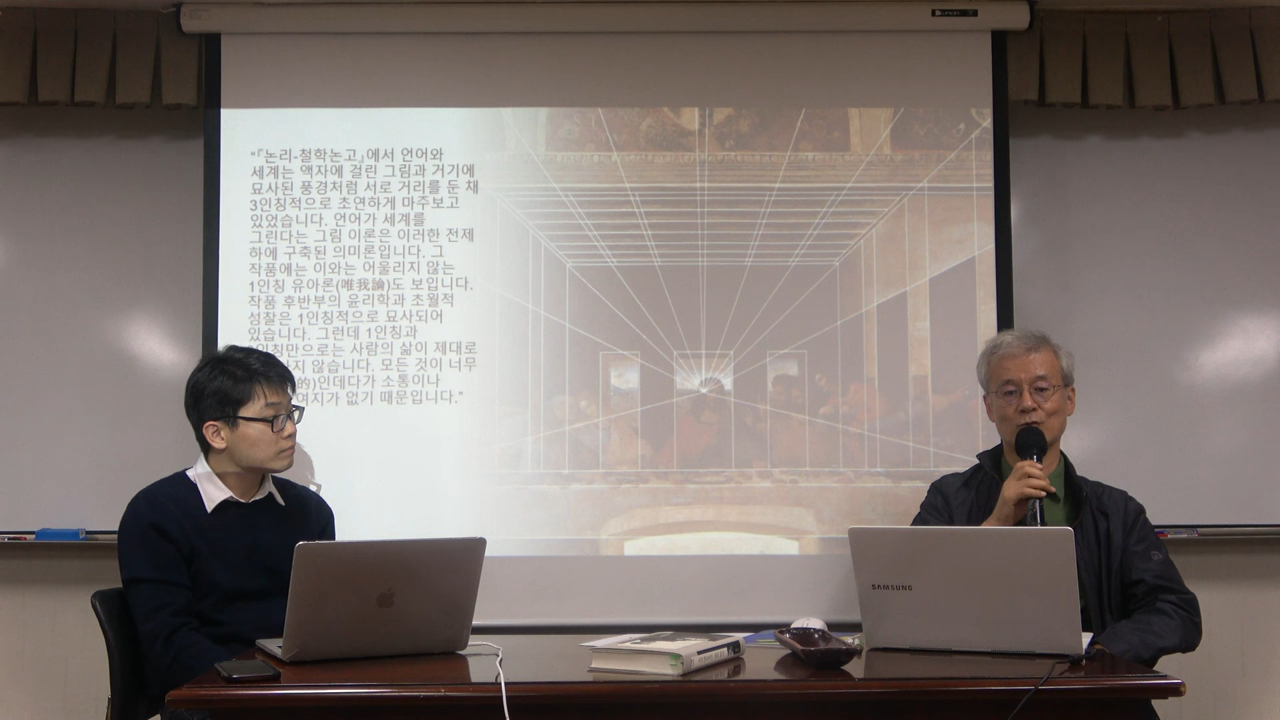 "『논리-철학논고』에서 언어와
세계는 액자에 걸린 그림과 거기에
묘사된 풍경처럼 서로 거리를 둔 채
3인칭적으로 초연하게 마주보고
있었습니다. 언어가 세계를
그린다는 그림 이론은 이러한 전제
하에 구축된 의미론입니다. 그
작품에는 이와는 어울리지 않는
1인칭 유아론(唯我論)도 보입니다.
작품 후반부의 윤리학과 초월적
성찰은 1인칭적으로 묘사되어
있습니다. 그런데 1인칭과
인칭만으로는 사람의 삶이 제대로
지 않습니다. 모든 것이 너무
的)인데다가 소통이나
여지가 없기 때문입니다."
SAMSUNG